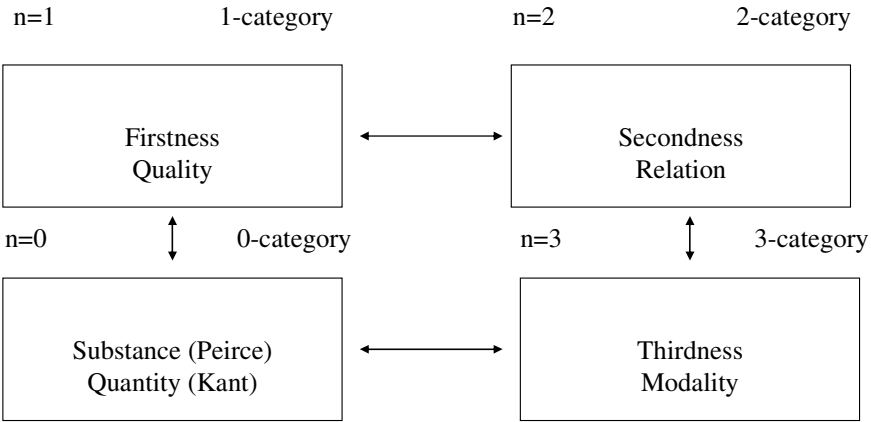 n=1 1-category n=2 2-category
Firstness
Quality
Secondness
Relation
n=0 0-category n=3 3-category
Substance (Peirce)
Quantity (Kant)
Thirdness
Modality